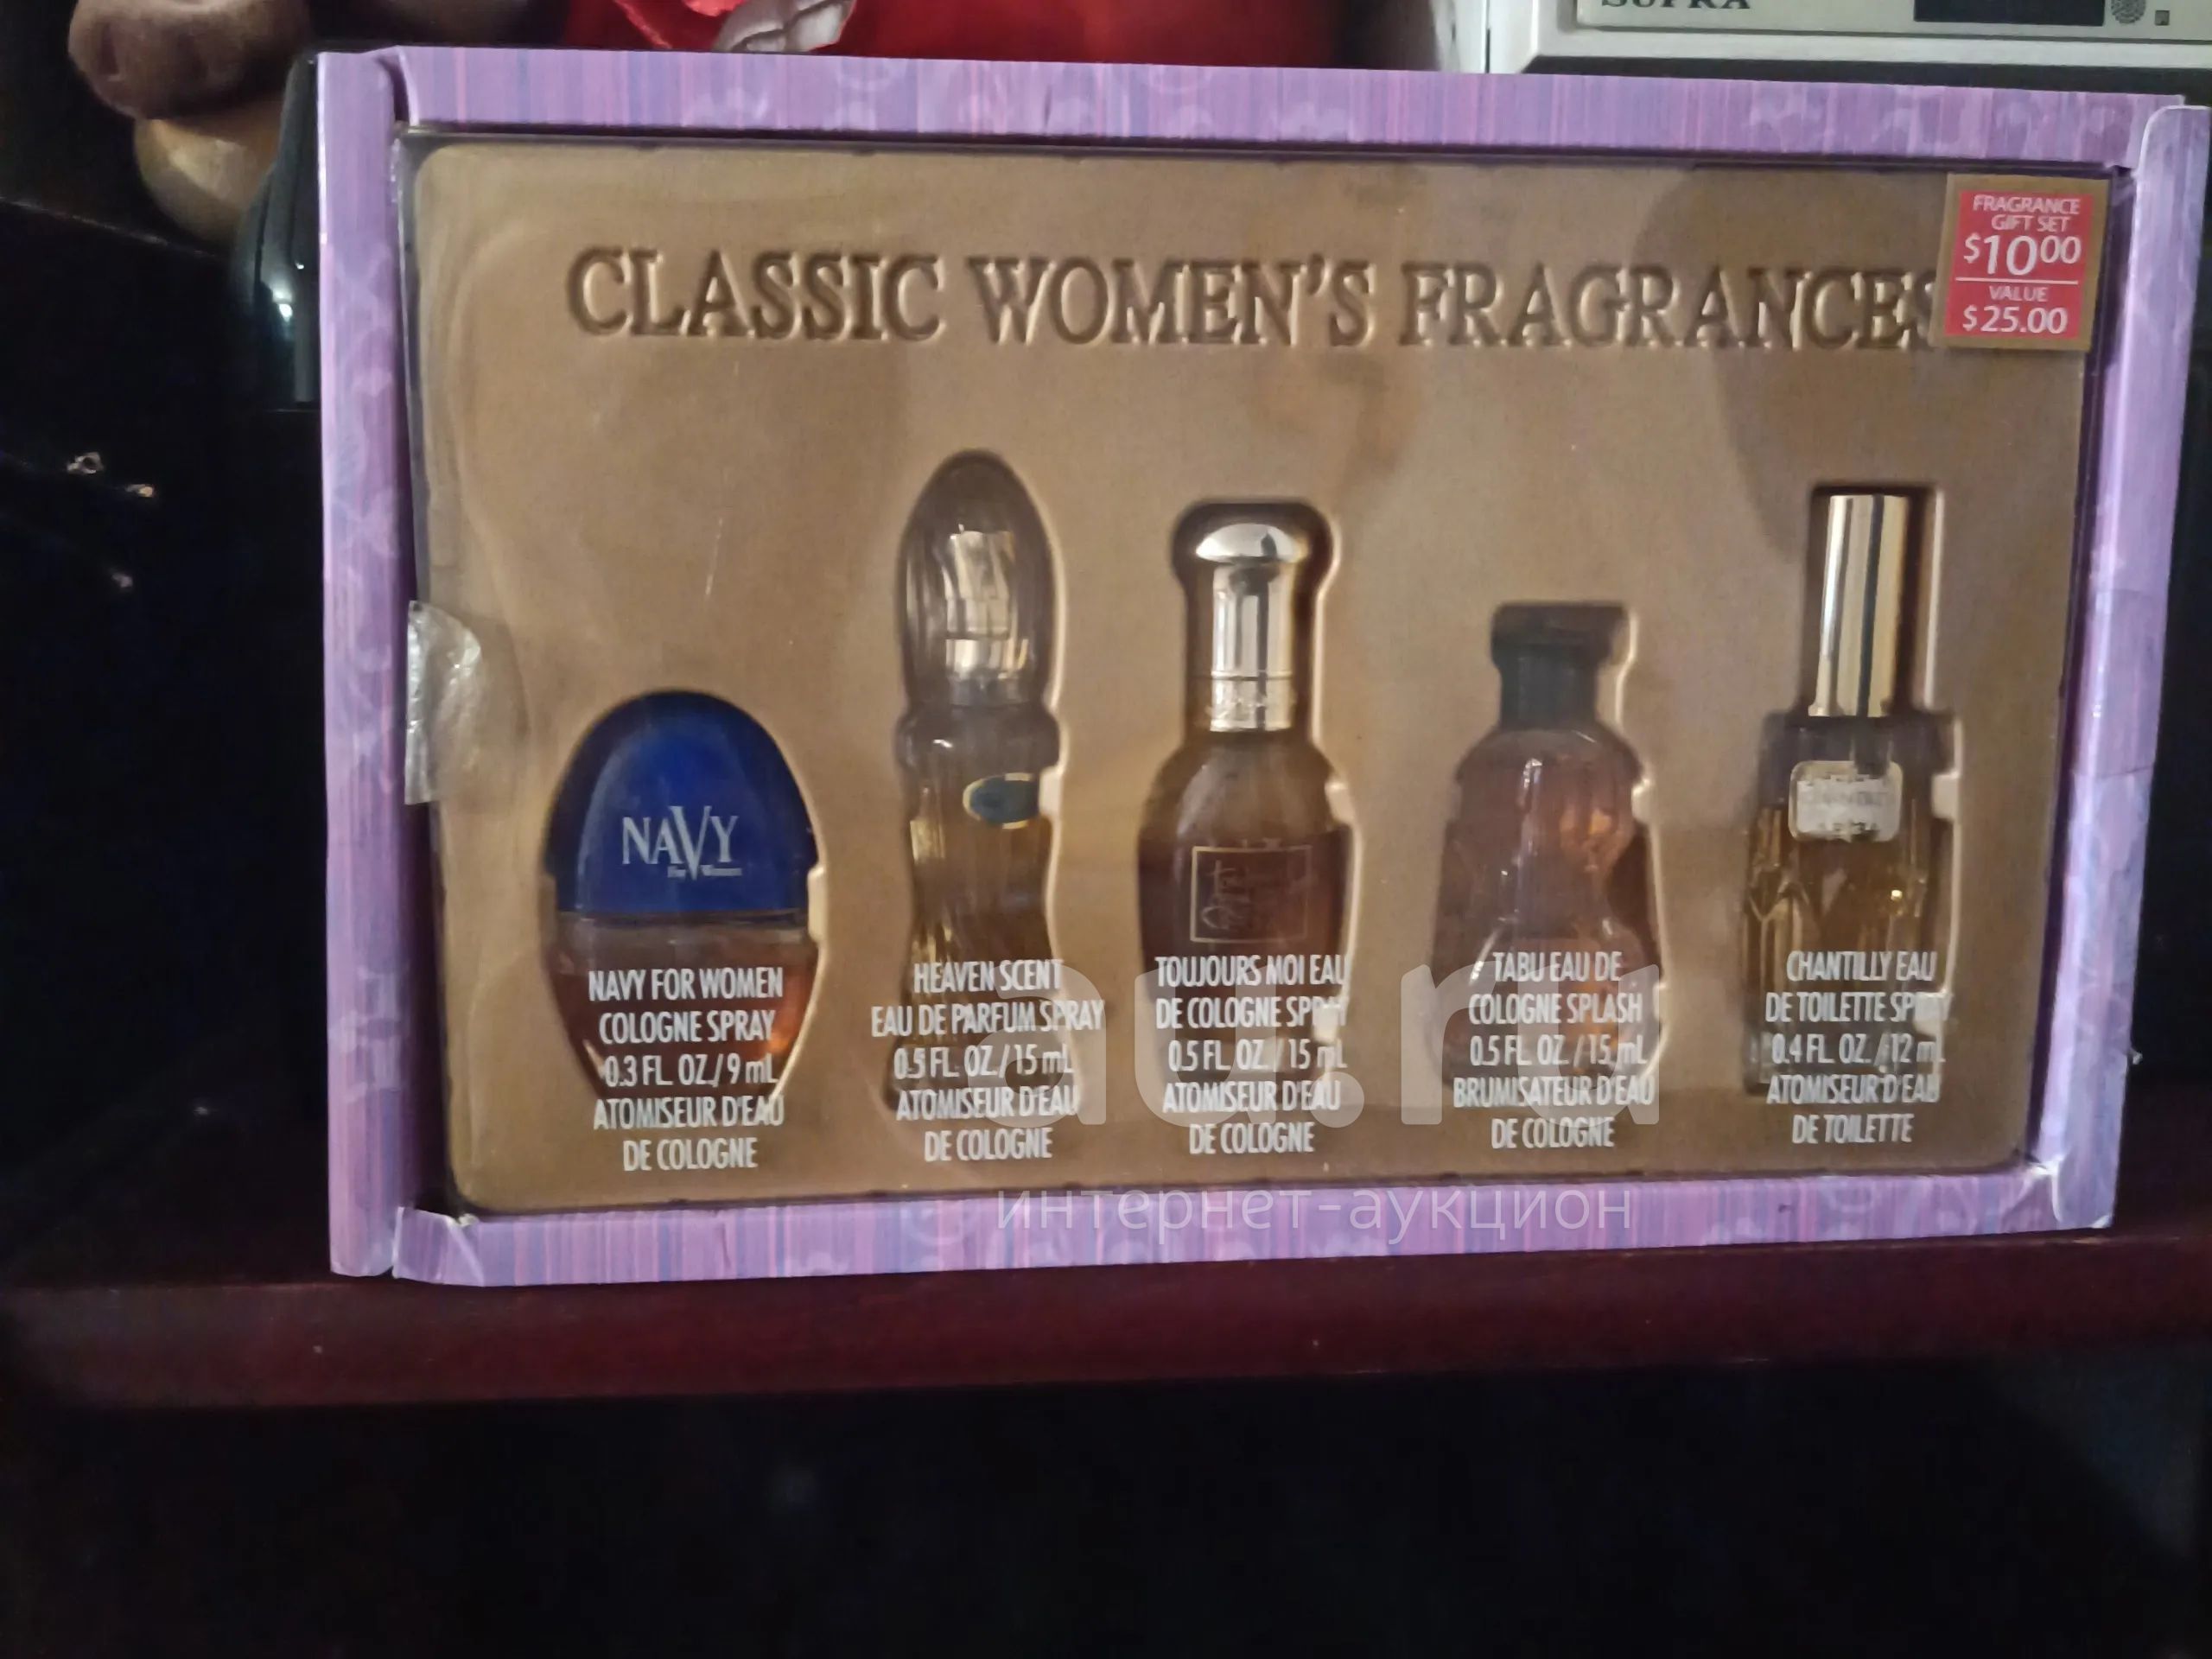 SUPRA
FRAGRANCE
GIFT SET
$10.00
VALUE
$25.00
CLASSIC WOMEN'S FRAGRANCES
NAVY
For Women
NAVY FOR WOMEN
COLOGNE SPRAY
0.3 FL. OZ./9 mL
ATOMISEUR D'EAU
DE COLOGNE
HEAVEN SCENT
EAU DE PARFUM SPRAY
0.5 FL. OZ./15 mL
ATOMISEUR D'EAU
DE COLOGNE
TOUJOURS MOI EAU
DE COLOGNE SPRAY
0.5 FL. OZ./15 mL
ATOMISEUR D'EAU
DE COLOGNE
TABU EAU DE
COLOGNE SPLASH
0.5 FL. OZ./15 mL
BRUMISATEUR D'EAU
DE COLOGNE
CHANTILLY EAU
DE TOILETTE SPRAY
0.4 FL. OZ./12 mL
ATOMISEUR D'EAU
DE TOILETTE
au.ru
интернет-аукцион